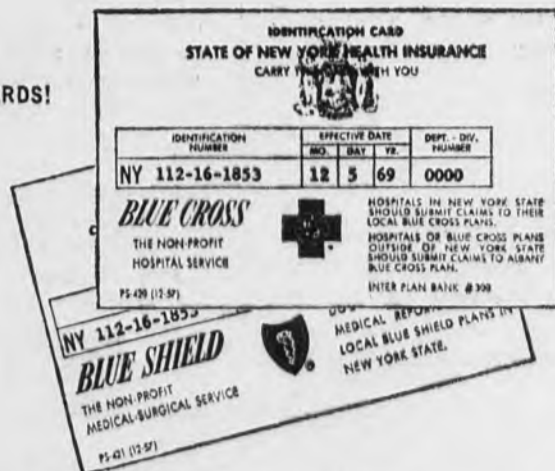 RDS!
IDENTIFICATION CARD
STATE OF NEW YORK HEALTH INSURANCE
CARRY THIS CARD WITH YOU
IDENTIFICATION NUMBER
EFFECTIVE DATE
MO. DAY YR.
DEPT. - DIV. NUMBER
NY 112-16-1853 12 5 69 0000
BLUE CROSS
THE NON-PROFIT
HOSPITAL SERVICE
PS-420 (12-57)
HOSPITALS IN NEW YORK STATE
SHOULD SUBMIT CLAIMS TO THEIR
LOCAL BLUE CROSS PLANS.
HOSPITALS OR BLUE CROSS PLANS
OUTSIDE OF NEW YORK STATE
SHOULD SUBMIT CLAIMS TO ALBANY
BLUE CROSS PLAN.
INTER PLAN BANK # 300
NY 112-16-1853
BLUE SHIELD
THE NON-PROFIT
MEDICAL-SURGICAL SERVICE
PS-421 (12-57)
MEDICAL
LOCAL BLUE SHIELD PLANS IN
NEW YORK STATE.